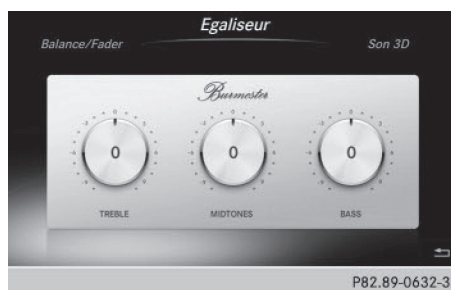 Egaliseur
Balance/Fader Son 3D
Burmester
0 0 0
TREBLE MIDTONES BASS
P82.89-0632-3